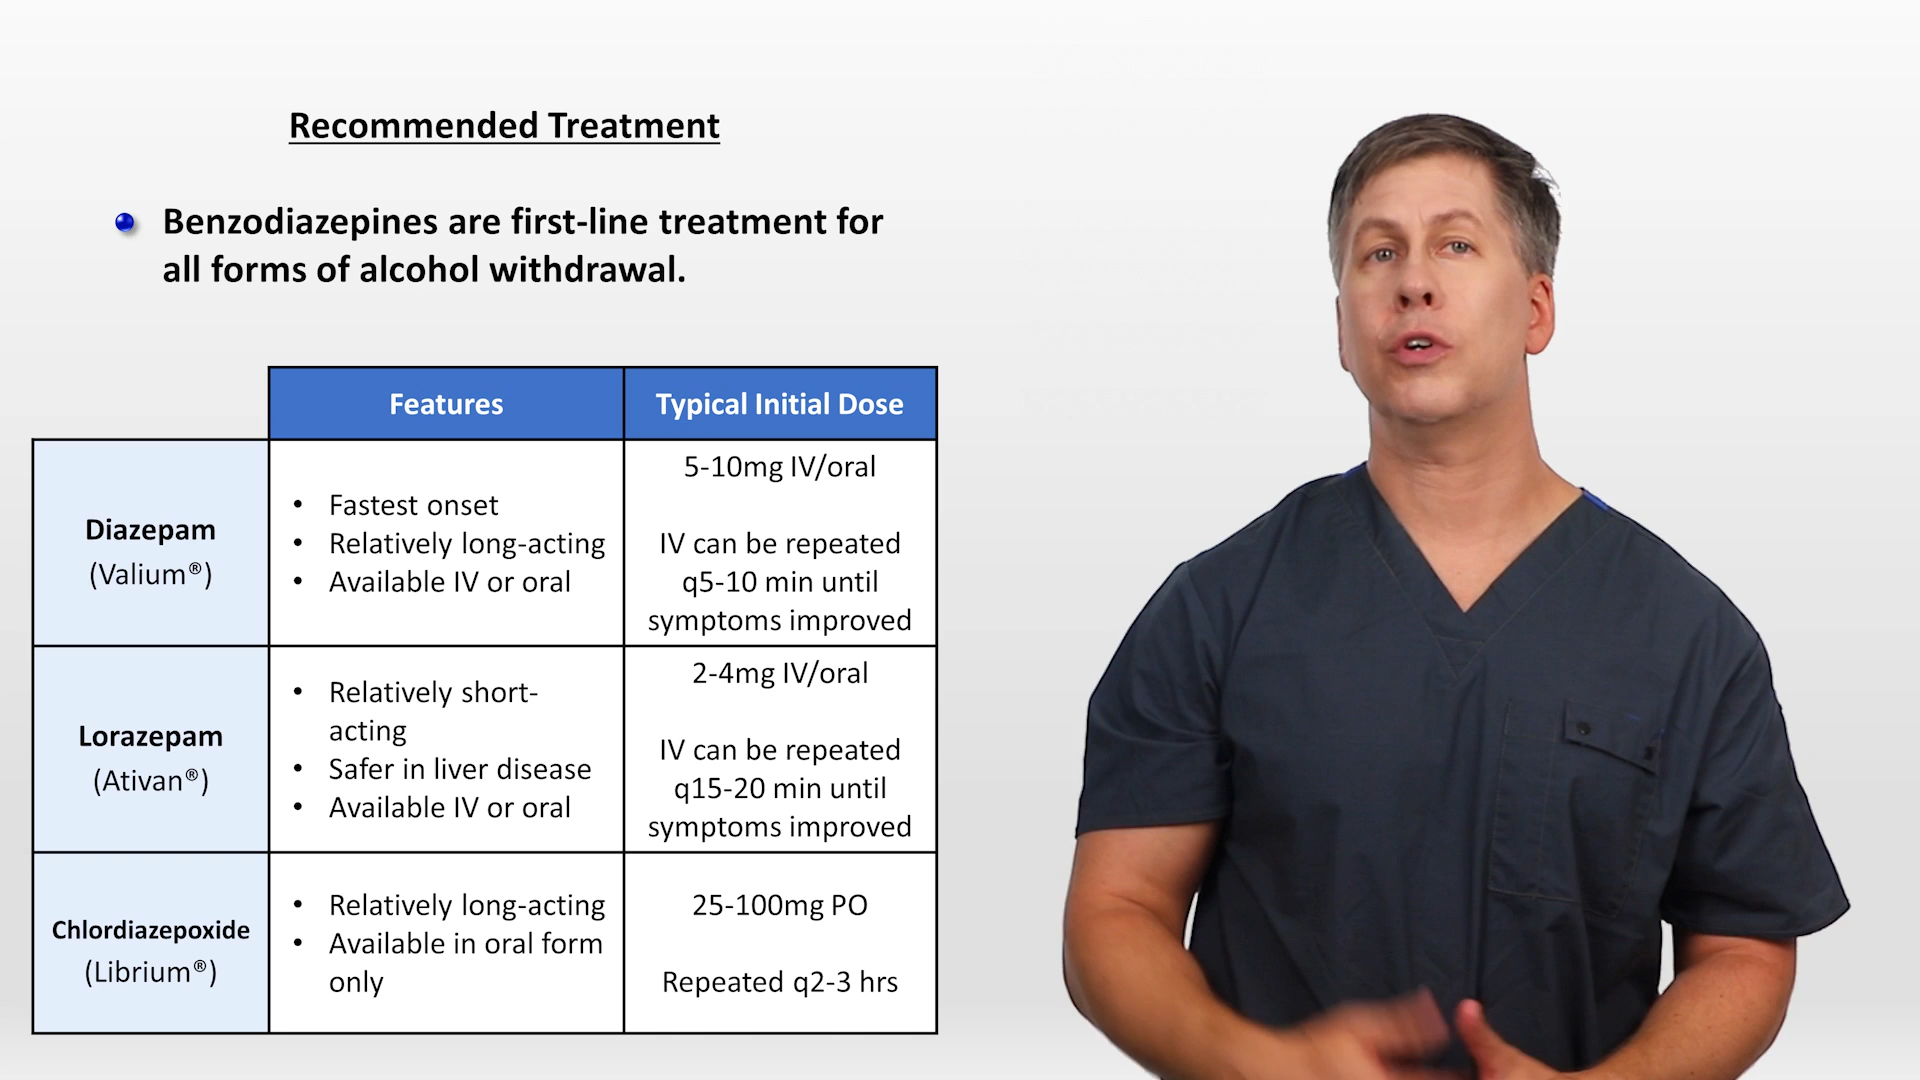 Recommended Treatment
Benzodiazepines are first-line treatment for
all forms of alcohol withdrawal.
Features
Typical Initial Dose
Diazepam
(Valium®)
• Fastest onset
• Relatively long-acting
• Available IV or oral
5-10mg IV/oral
IV can be repeated
q5-10 min until
symptoms improved
Lorazepam
(Ativan®)
• Relatively short-
acting
• Safer in liver disease
• Available IV or oral
2-4mg IV/oral
IV can be repeated
q15-20 min until
symptoms improved
Chlordiazepoxide
(Librium®)
• Relatively long-acting
• Available in oral form
only
25-100mg PO
Repeated q2-3 hrs